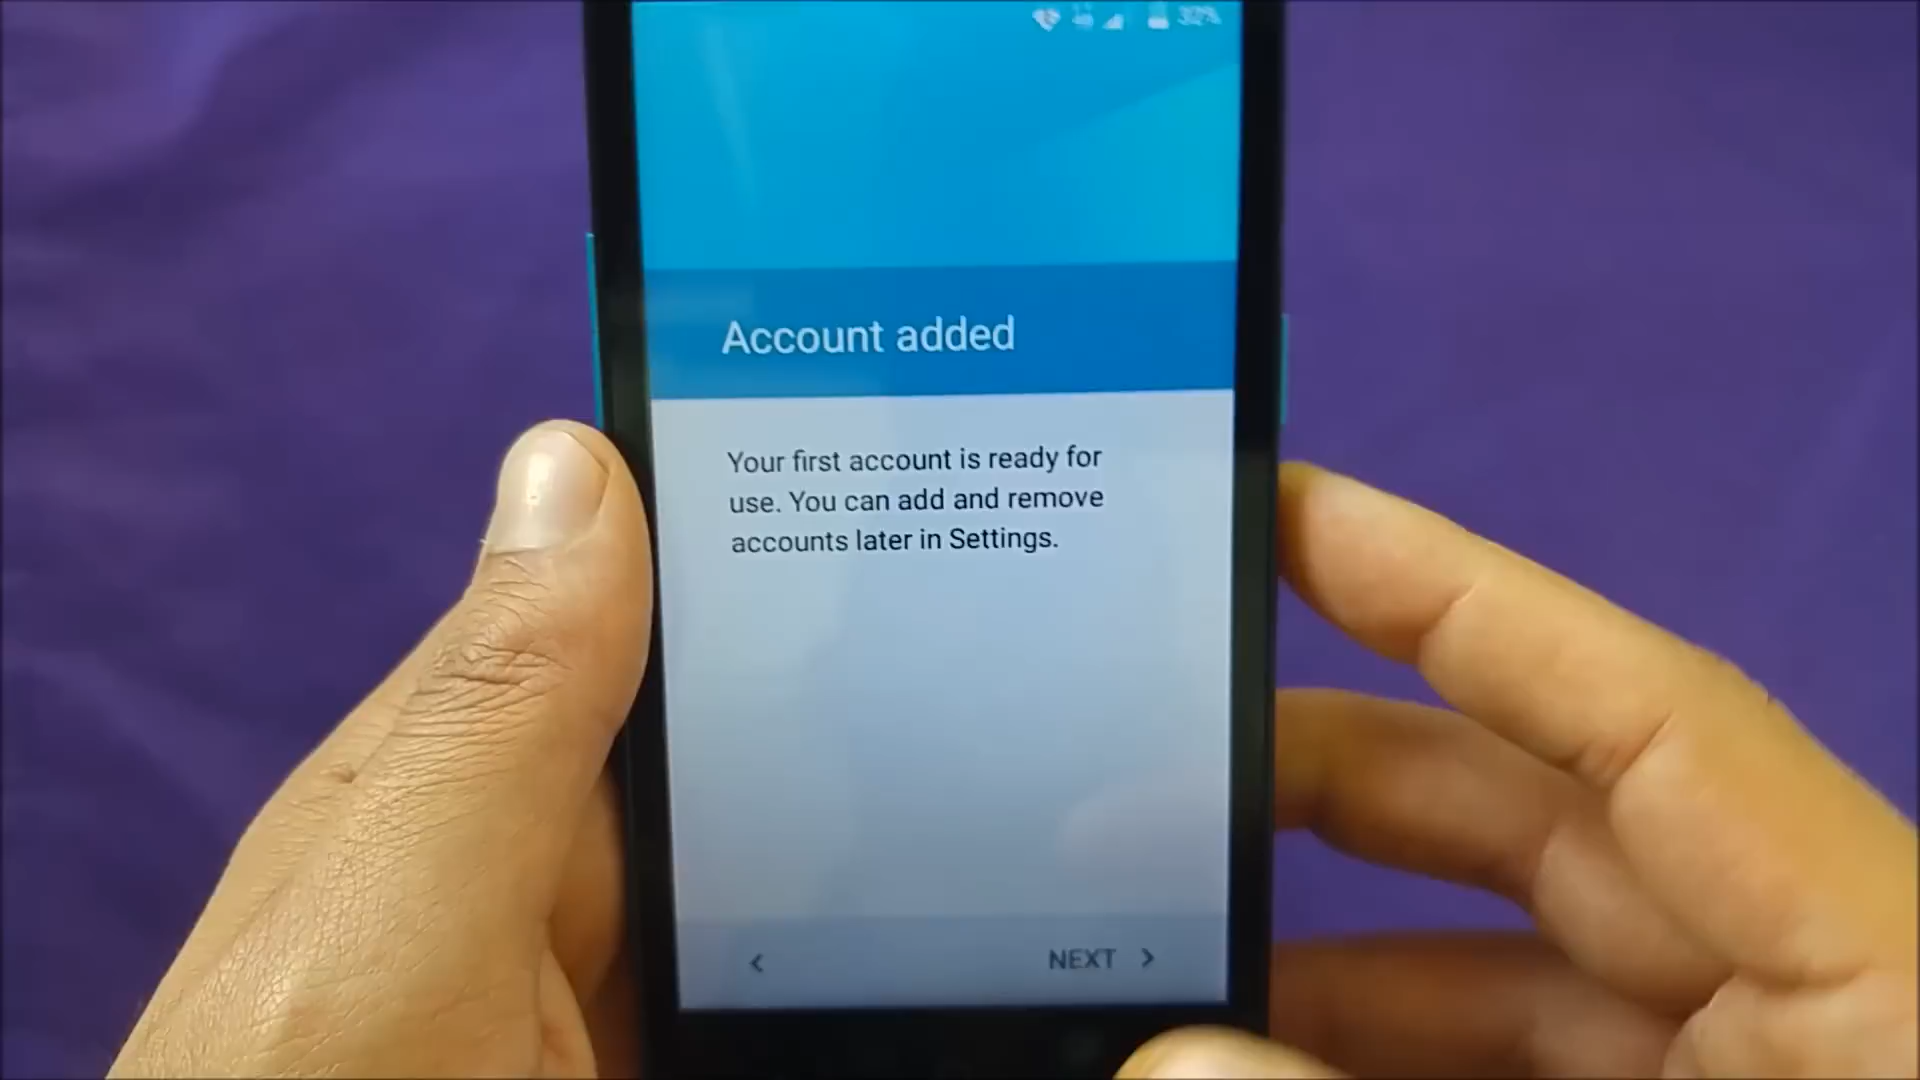 32%
Account added
Your first account is ready for
use. You can add and remove
accounts later in Settings.
NEXT